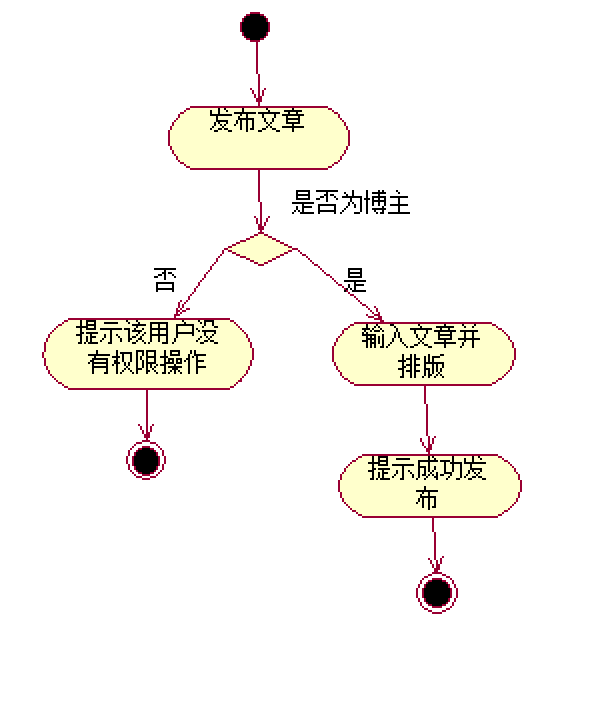 发布文章
是否为博主
否
是
提示该用户没
有权限操作
输入文章并
排版
提示成功发
布